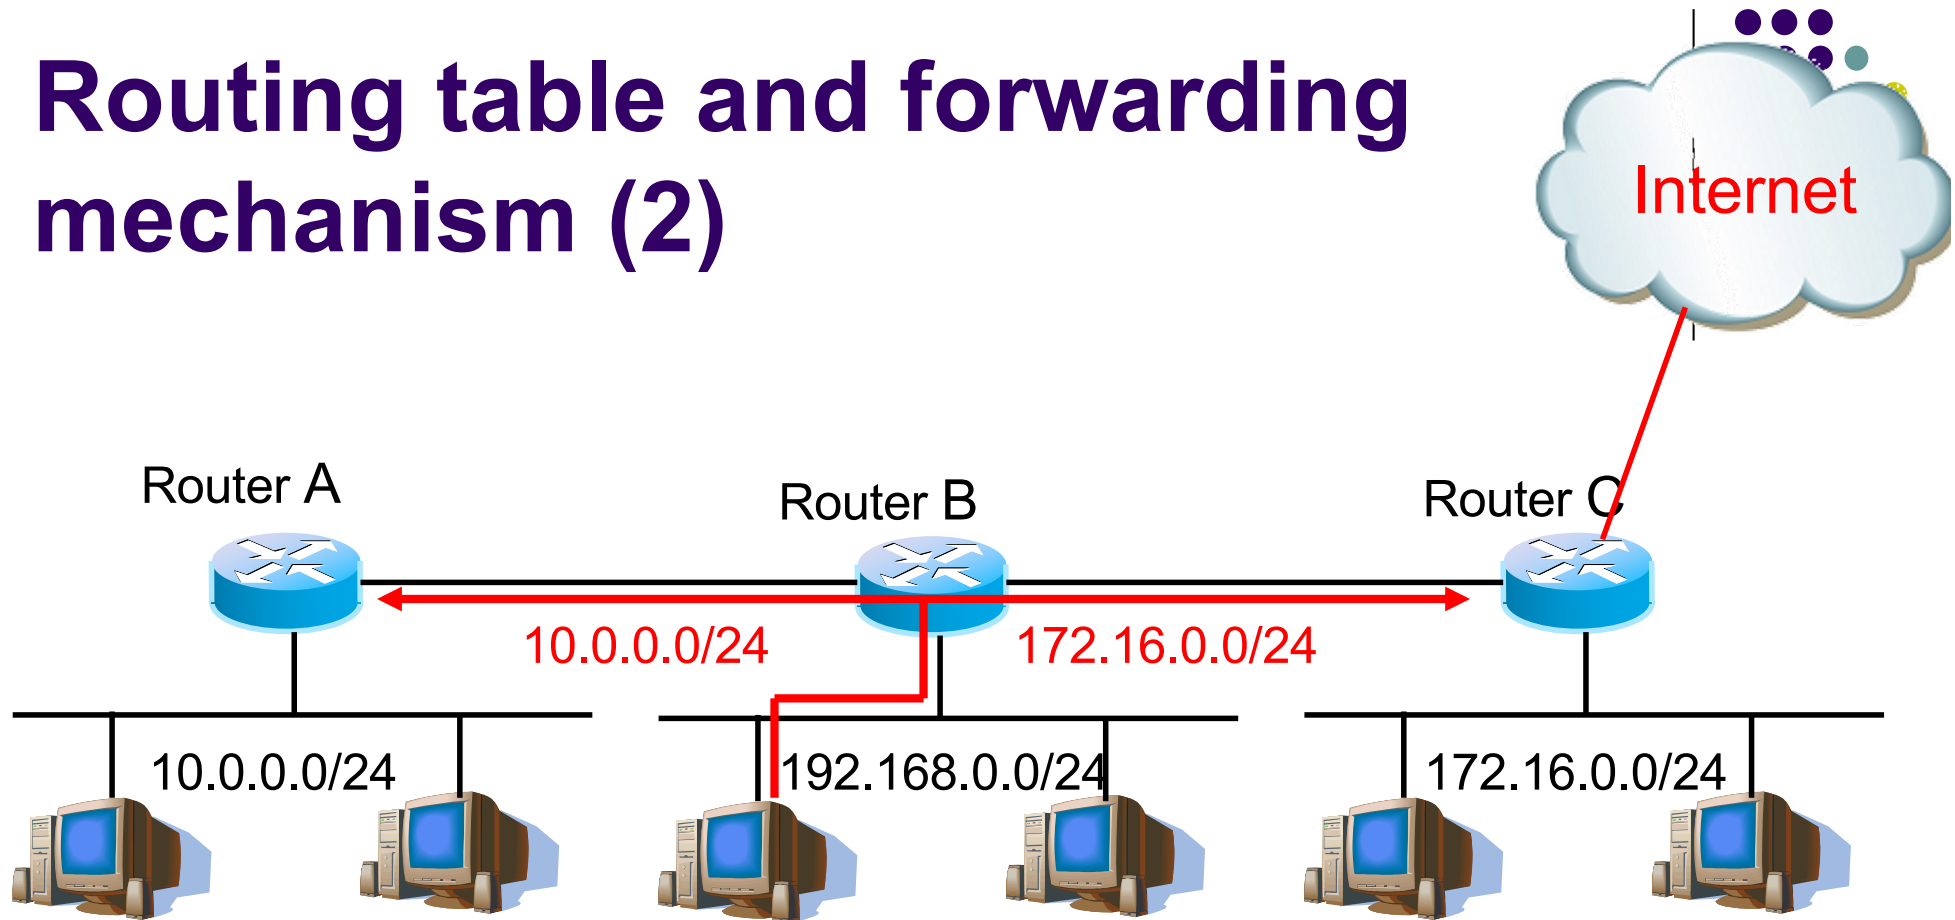 Routing table and forwarding
mechanism (2)
Internet
Router A
Router B
Router C
10.0.0.0/24
172.16.0.0/24
10.0.0.0/24
192.168.0.0/24
172.16.0.0/24